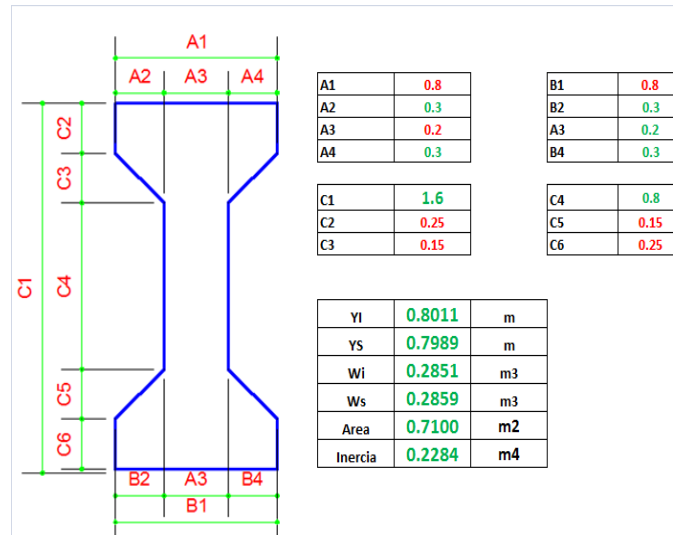 A1
A2 A3 A4
C2
C3
C1
C4
C5
C6
B2 A3 B4
B1
A1 0.8
A2 0.3
A3 0.2
A4 0.3
B1 0.8
B2 0.3
A3 0.2
B4 0.3
C1 1.6
C2 0.25
C3 0.15
C4 0.8
C5 0.15
C6 0.25
YI 0.8011 m
YS 0.7989 m
Wi 0.2851 m3
Ws 0.2859 m3
Area 0.7100 m2
Inercia 0.2284 m4